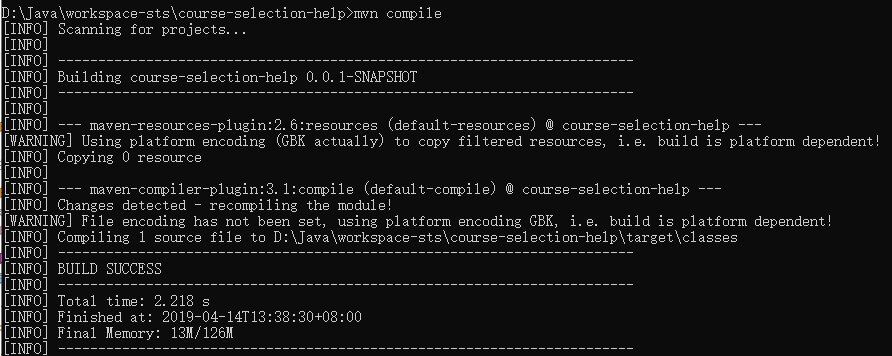 D:\Java\workspace-sts\course-selection-help>mvn compile
[INFO] Scanning for projects...
[INFO]
[INFO] ------------------------------------------------------------------------
[INFO] Building course-selection-help 0.0.1-SNAPSHOT
[INFO] ------------------------------------------------------------------------
[INFO]
[INFO] --- maven-resources-plugin:2.6:resources (default-resources) @ course-selection-help ---
[WARNING] Using platform encoding (GBK actually) to copy filtered resources, i.e. build is platform dependent!
[INFO] Copying 0 resource
[INFO]
[INFO] --- maven-compiler-plugin:3.1:compile (default-compile) @ course-selection-help ---
[INFO] Changes detected - recompiling the module!
[WARNING] File encoding has not been set, using platform encoding GBK, i.e. build is platform dependent!
[INFO] Compiling 1 source file to D:\Java\workspace-sts\course-selection-help\target\classes
[INFO] ------------------------------------------------------------------------
[INFO] BUILD SUCCESS
[INFO] ------------------------------------------------------------------------
[INFO] Total time: 2.218 s
[INFO] Finished at: 2019-04-14T13:38:30+08:00
[INFO] Final Memory: 13M/126M
[INFO] ------------------------------------------------------------------------